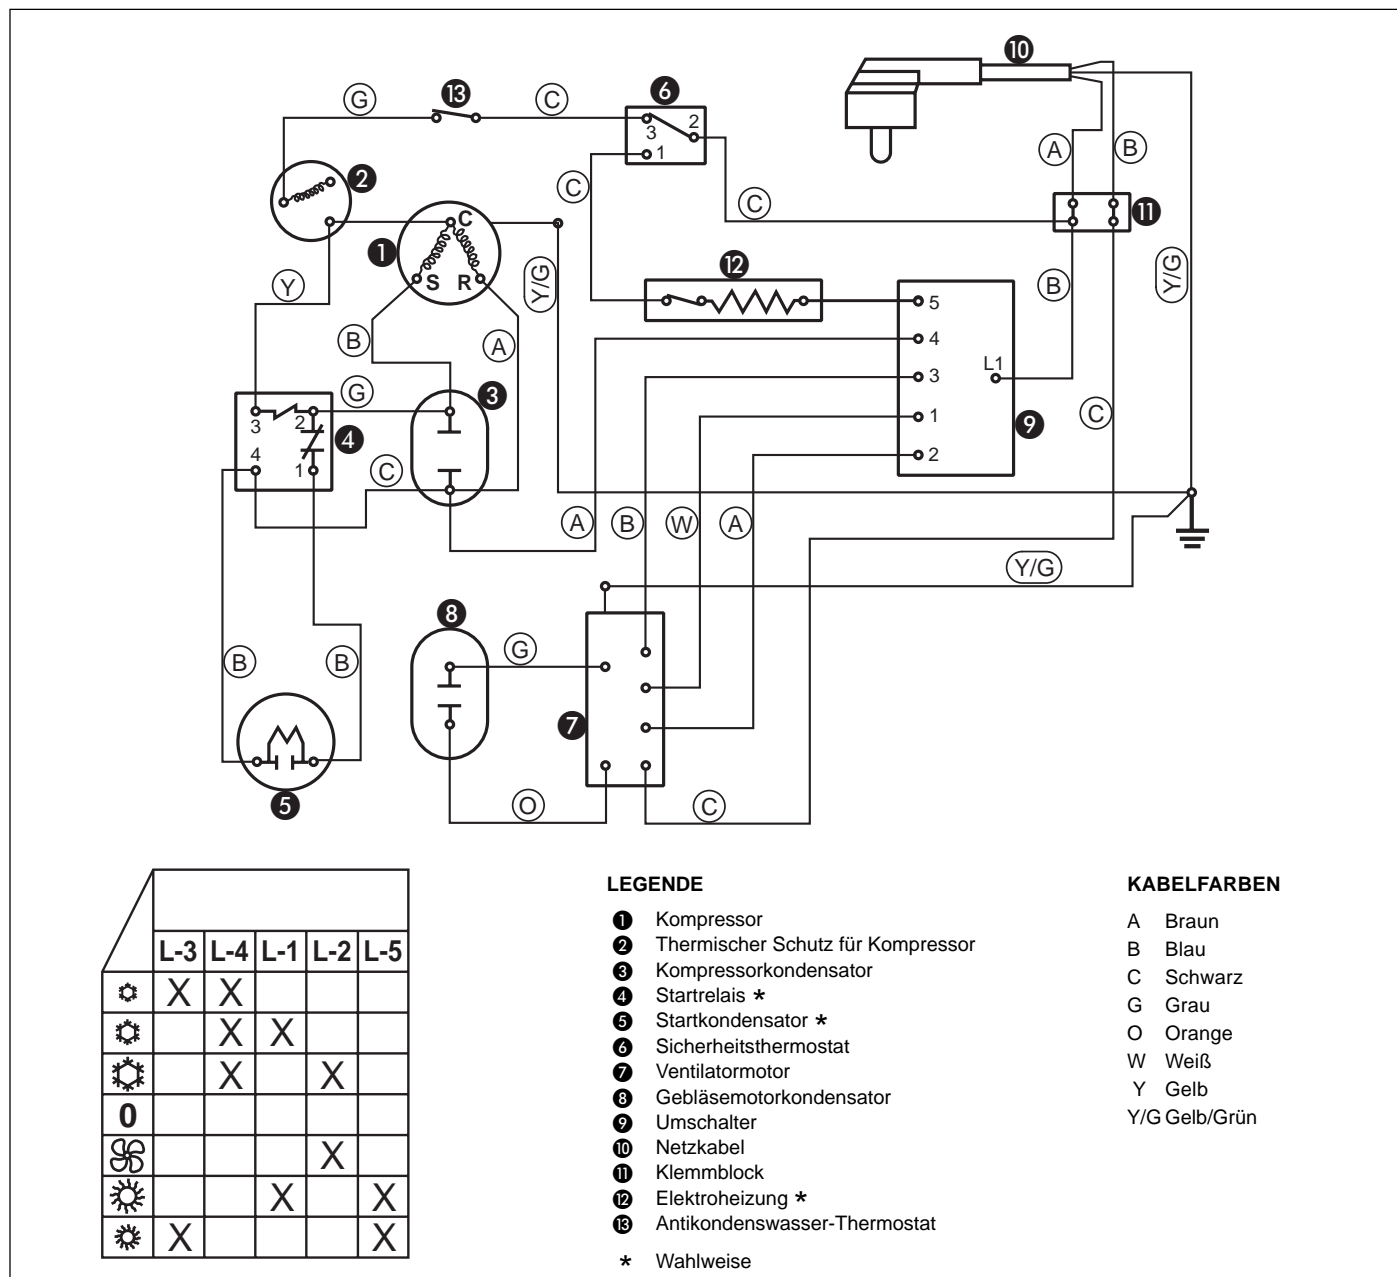 10
G
13
C
6
3
2
1
A
B
2
C
C
11
C
1
S
R
Y/G
12
Y/G
Y
B
5
B
A
4
G
3
3
L1
3
2
4
1
C
9
4
1
C
2
A
B
W
A
Y/G
8
G
B
B
7
5
O
C
L-3 L-4 L-1 L-2 L-5
X X
X X
X X
0
X
X X
X X
LEGENDE
1 Kompressor
2 Thermischer Schutz für Kompressor
3 Kompressorkondensator
4 Startrelais *
5 Startkondensator *
6 Sicherheitsthermostat
7 Ventilatormotor
8 Gebläsemotorkondensator
9 Umschalter
10 Netzkabel
11 Klemmblock
12 Elektroheizung *
13 Antikondenswasser-Thermostat
* Wahlweise
KABELFARBEN
A Braun
B Blau
C Schwarz
G Grau
O Orange
W Weiß
Y Gelb
Y/G Gelb/Grün